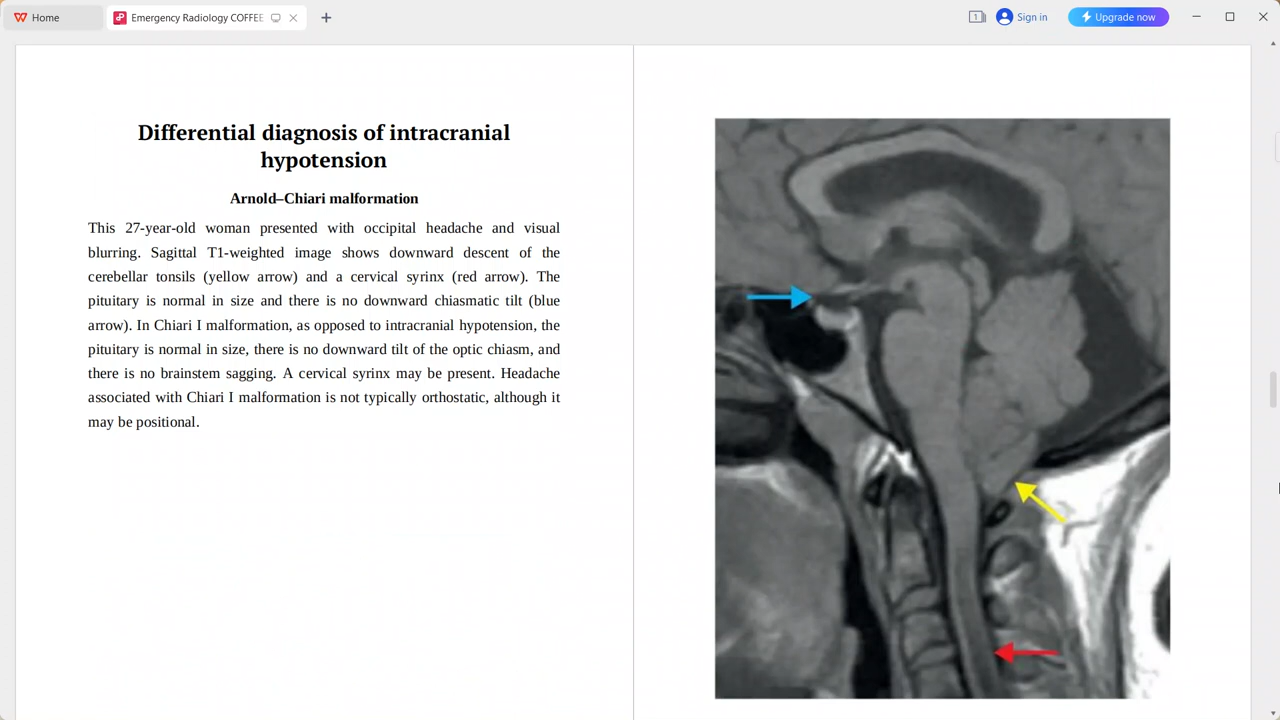 Home
Emergency Radiology COFFEE
1
Sign in
Upgrade now
Differential diagnosis of intracranial
hypotension
Arnold–Chiari malformation
This 27-year-old woman presented with occipital headache and visual
blurring. Sagittal T1-weighted image shows downward descent of the
cerebellar tonsils (yellow arrow) and a cervical syrinx (red arrow). The
pituitary is normal in size and there is no downward chiasmatic tilt (blue
arrow). In Chiari I malformation, as opposed to intracranial hypotension, the
pituitary is normal in size, there is no downward tilt of the optic chiasm, and
there is no brainstem sagging. A cervical syrinx may be present. Headache
associated with Chiari I malformation is not typically orthostatic, although it
may be positional.